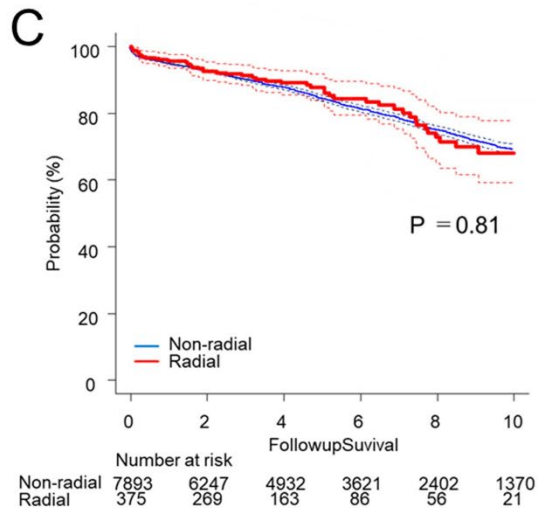 C
100
80
60
40
20
0
Probability (%)
P = 0.81
Non-radial
Radial
0 2 4 6 8 10
FollowupSuvival
Number at risk
Non-radial 7893 6247 4932 3621 2402 1370
Radial 375 269 163 86 56 21